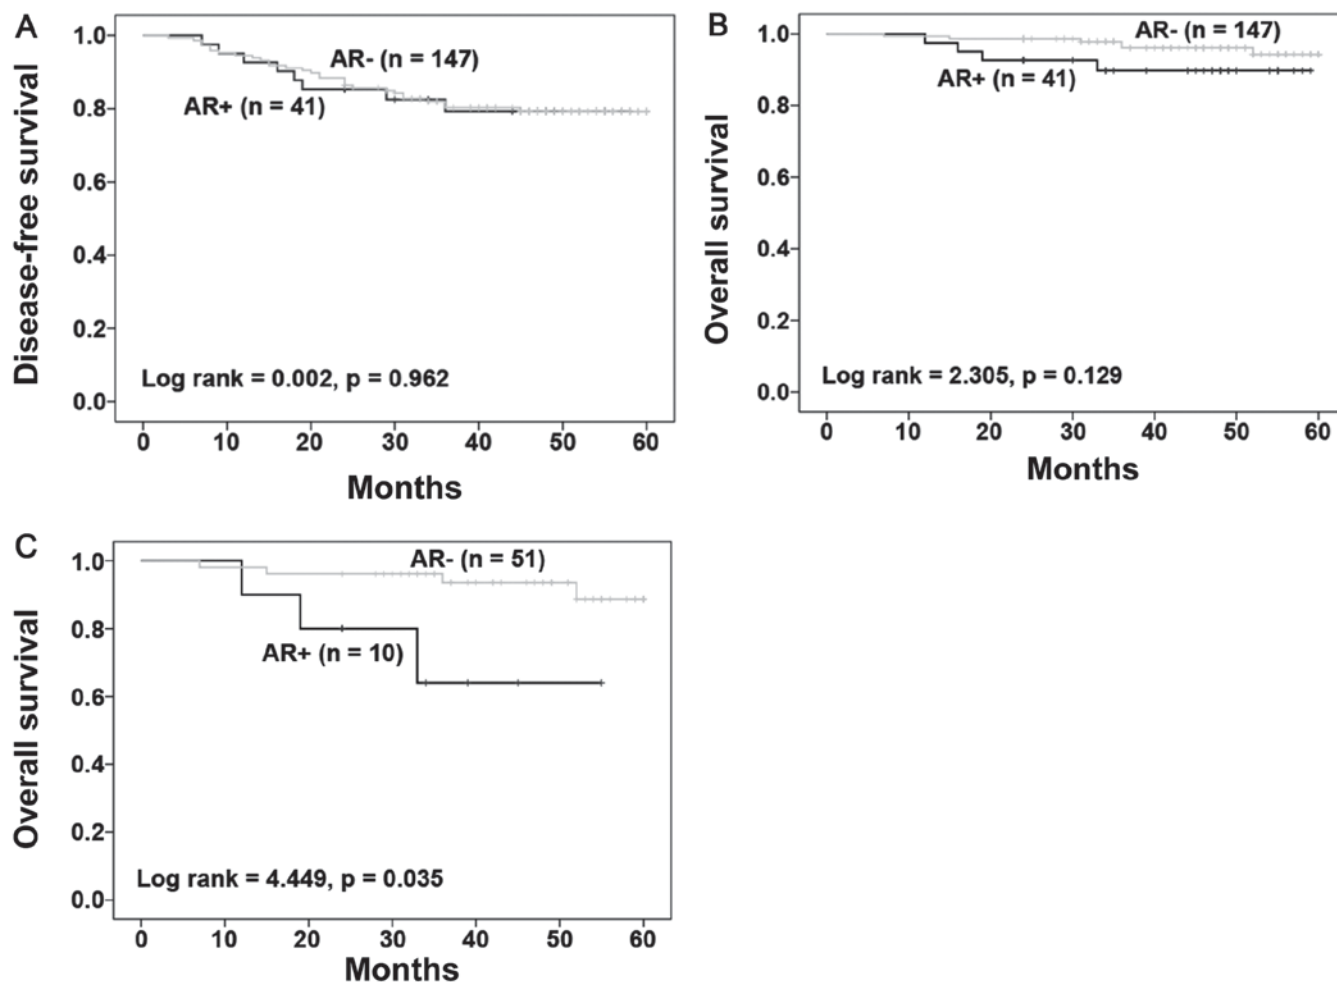 A
Disease-free survival
1.0
0.8
0.6
0.4
0.2
0.0
AR- (n = 147)
AR+ (n = 41)
Log rank = 0.002, p = 0.962
0 10 20 30 40 50 60
Months
B
Overall survival
1.0
0.8
0.6
0.4
0.2
0.0
AR- (n = 147)
AR+ (n = 41)
Log rank = 2.305, p = 0.129
0 10 20 30 40 50 60
Months
C
Overall survival
1.0
0.8
0.6
0.4
0.2
0.0
AR- (n = 51)
AR+ (n = 10)
Log rank = 4.449, p = 0.035
0 10 20 30 40 50 60
Months